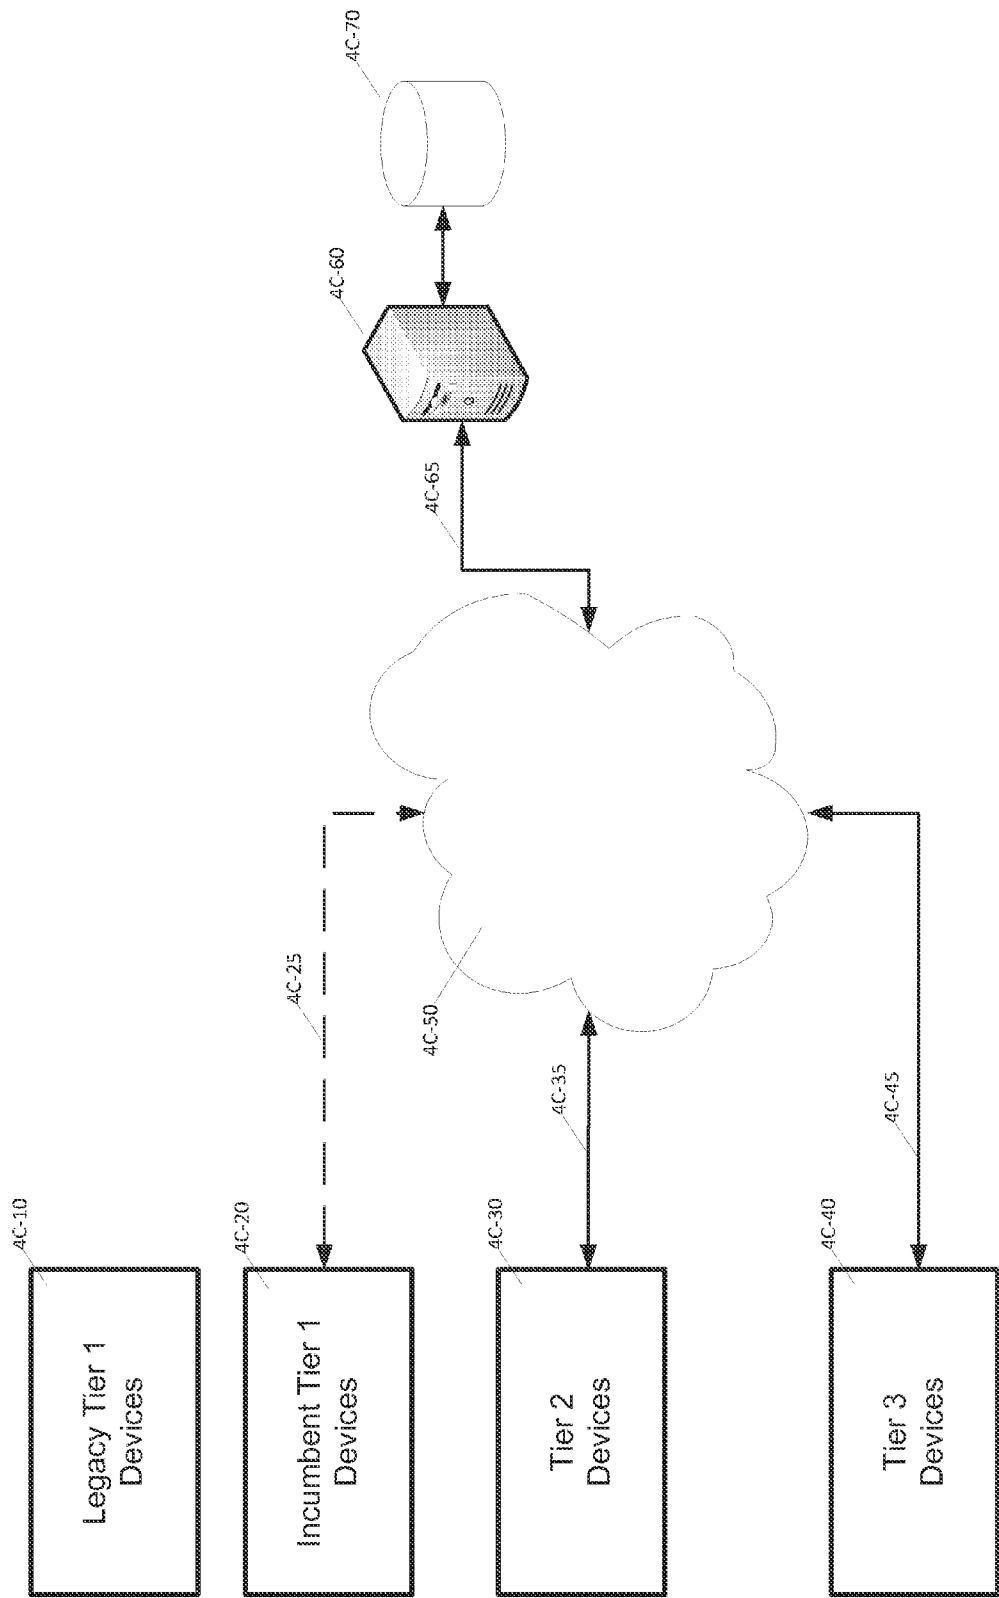 4C-10
Legacy Tier 1
Devices
4C-20
Incumbent Tier 1
Devices
4C-25
4C-30
Tier 2
Devices
4C-35
4C-40
Tier 3
Devices
4C-45
4C-50
4C-65
4C-60
4C-70